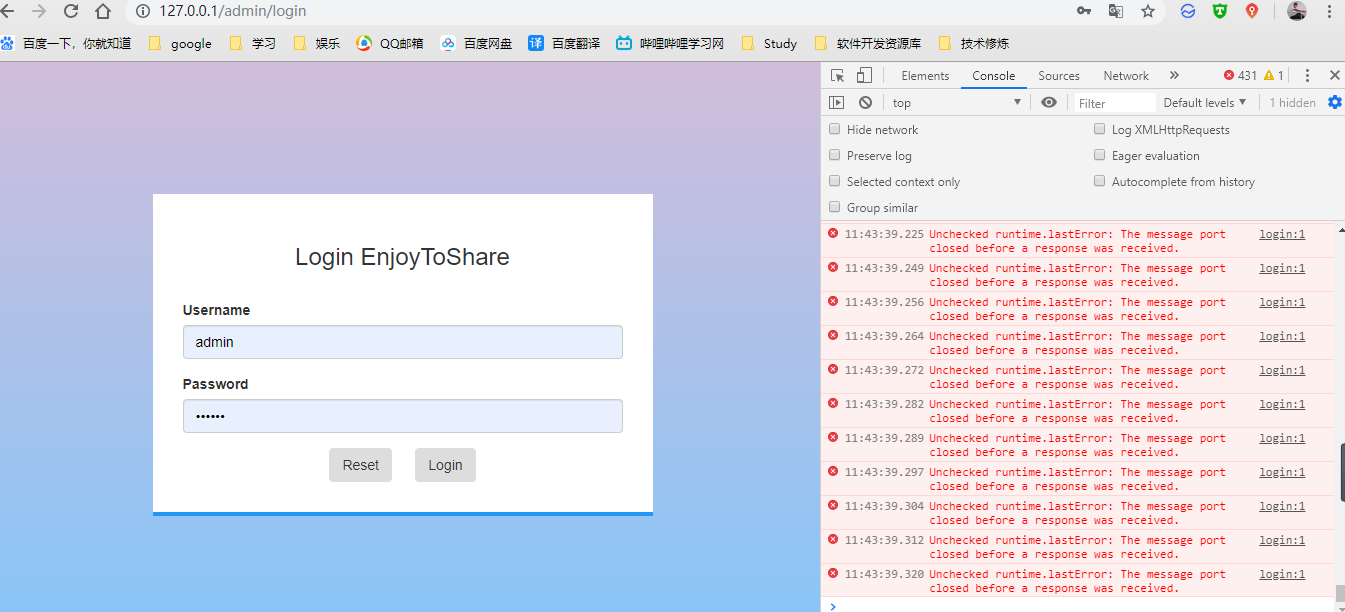 127.0.0.1/admin/login
百度一下，你就知道 google 学习 娱乐 QQ邮箱 百度网盘 译 百度翻译 哔哩哔哩学习网 Study 软件开发资源库 技术修炼
Elements Console Sources Network » 431 1
top Filter Default levels 1 hidden
Hide network Log XMLHttpRequests
Preserve log Eager evaluation
Selected context only Autocomplete from history
Group similar
Login EnjoyToShare
Username
admin
Password
••••••
Reset Login
11:43:39.225 Unchecked runtime.lastError: The message port login:1
closed before a response was received.
11:43:39.249 Unchecked runtime.lastError: The message port login:1
closed before a response was received.
11:43:39.256 Unchecked runtime.lastError: The message port login:1
closed before a response was received.
11:43:39.264 Unchecked runtime.lastError: The message port login:1
closed before a response was received.
11:43:39.272 Unchecked runtime.lastError: The message port login:1
closed before a response was received.
11:43:39.282 Unchecked runtime.lastError: The message port login:1
closed before a response was received.
11:43:39.289 Unchecked runtime.lastError: The message port login:1
closed before a response was received.
11:43:39.297 Unchecked runtime.lastError: The message port login:1
closed before a response was received.
11:43:39.304 Unchecked runtime.lastError: The message port login:1
closed before a response was received.
11:43:39.312 Unchecked runtime.lastError: The message port login:1
closed before a response was received.
11:43:39.320 Unchecked runtime.lastError: The message port login:1
closed before a response was received.